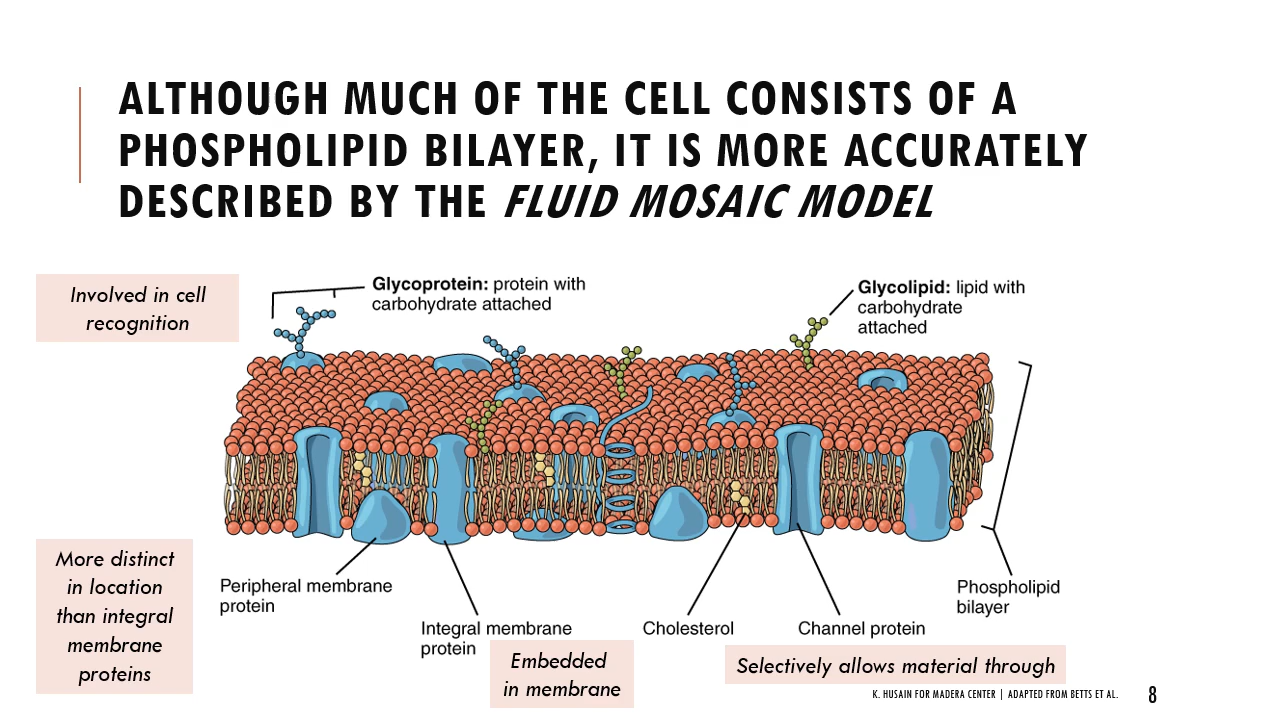 ALTHOUGH MUCH OF THE CELL CONSISTS OF A
PHOSPHOLIPID BILAYER, IT IS MORE ACCURATELY
DESCRIBED BY THE FLUID MOSAIC MODEL
Involved in cell
recognition
Glycoprotein: protein with
carbohydrate attached
Glycolipid: lipid with
carbohydrate
attached
More distinct
in location
than integral
membrane
proteins
Peripheral membrane
protein
Integral membrane
protein
Embedded
in membrane
Cholesterol
Channel protein
Selectively allows material through
Phospholipid
bilayer
K. HUSAIN FOR MADERA CENTER | ADAPTED FROM BETTS ET AL.
8